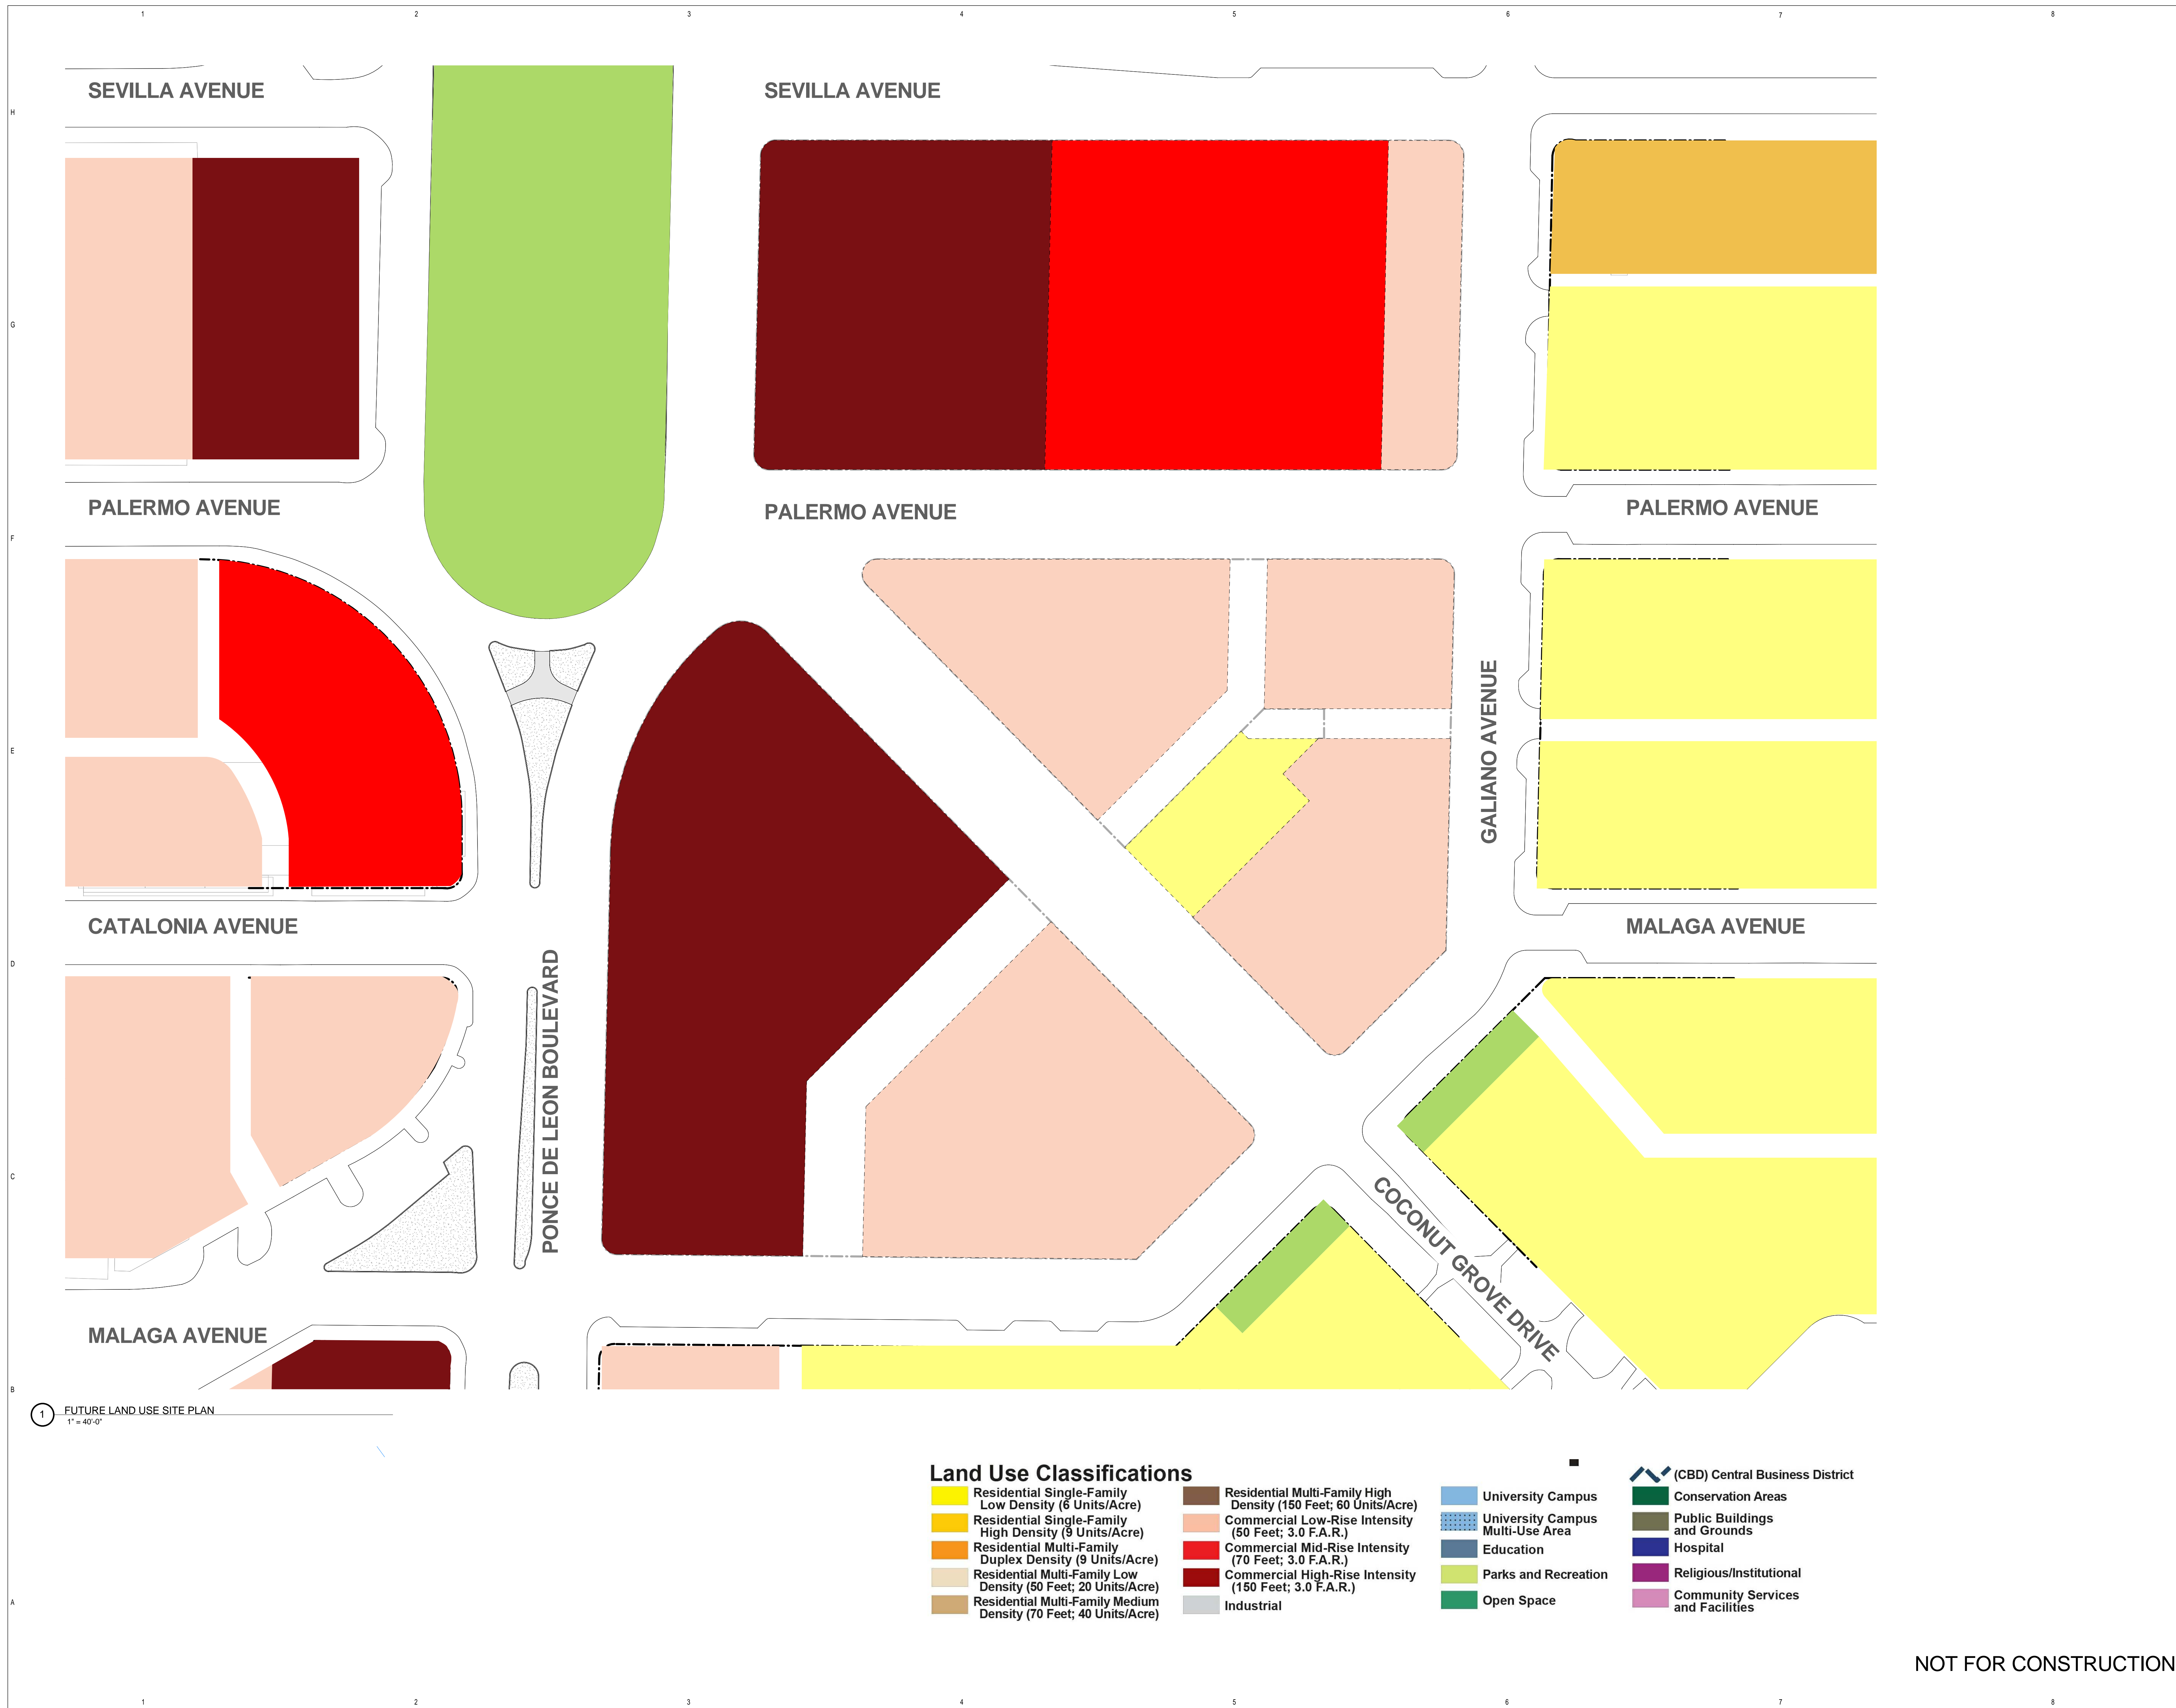 1 2 3 4 5 6 7 8
SEVILLA AVENUE
SEVILLA AVENUE
H
G
PALERMO AVENUE
PALERMO AVENUE
PALERMO AVENUE
F
GALIANO AVENUE
E
CATALONIA AVENUE
MALAGA AVENUE
D
PONCE DE LEON BOULEVARD
C
COCONUT GROVE DRIVE
MALAGA AVENUE
B
1
FUTURE LAND USE SITE PLAN
1" = 40'-0"
Land Use Classifications
Residential Single-Family
Low Density (6 Units/Acre)
Residential Single-Family
High Density (9 Units/Acre)
Residential Multi-Family
Duplex Density (9 Units/Acre)
Residential Multi-Family Low
Density (50 Feet; 20 Units/Acre)
Residential Multi-Family Medium
Density (70 Feet; 40 Units/Acre)
Residential Multi-Family High
Density (150 Feet; 60 Units/Acre)
Commercial Low-Rise Intensity
(50 Feet; 3.0 F.A.R.)
Commercial Mid-Rise Intensity
(70 Feet; 3.0 F.A.R.)
Commercial High-Rise Intensity
(150 Feet; 3.0 F.A.R.)
Industrial
University Campus
University Campus
Multi-Use Area
Education
Parks and Recreation
Open Space
(CBD) Central Business District
Conservation Areas
Public Buildings
and Grounds
Hospital
Religious/Institutional
Community Services
and Facilities
A
NOT FOR CONSTRUCTION
1 2 3 4 5 6 7 8